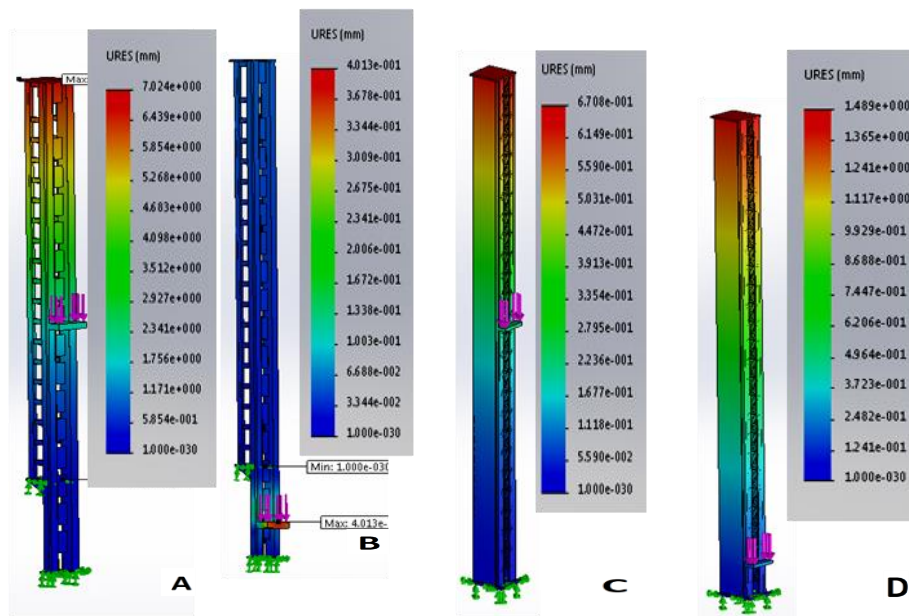 URES (mm)
7.024e+000
6.439e+000
5.854e+000
5.268e+000
4.683e+000
4.098e+000
3.512e+000
2.927e+000
2.341e+000
1.756e+000
1.171e+000
5.854e-001
1.000e-030
Max:
A
URES (mm)
4.013e-001
3.678e-001
3.344e-001
3.009e-001
2.675e-001
2.341e-001
2.006e-001
1.672e-001
1.338e-001
1.003e-001
6.688e-002
3.344e-002
1.000e-030
Min: 1.000e-030
Max: 4.013e-
B
URES (mm)
6.708e-001
6.149e-001
5.590e-001
5.031e-001
4.472e-001
3.913e-001
3.354e-001
2.795e-001
2.236e-001
1.677e-001
1.118e-001
5.590e-002
1.000e-030
C
URES (mm)
1.489e+000
1.365e+000
1.241e+000
1.117e+000
9.929e-001
8.688e-001
7.447e-001
6.206e-001
4.964e-001
3.723e-001
2.482e-001
1.241e-001
1.000e-030
D